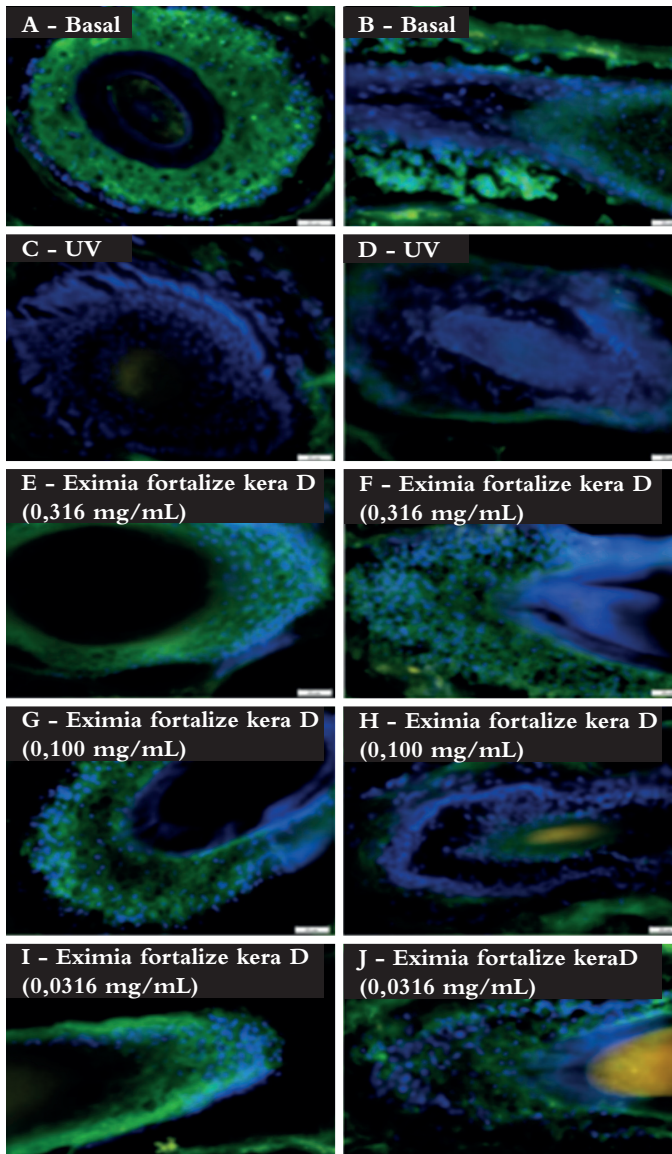 A - Basal
B - Basal
C - UV
D - UV
E - Eximia fortalize kera D
(0,316 mg/mL)
F - Eximia fortalize kera D
(0,316 mg/mL)
G - Eximia fortalize kera D
(0,100 mg/mL)
H - Eximia fortalize kera D
(0,100 mg/mL)
I - Eximia fortalize kera D
(0,0316 mg/mL)
J - Eximia fortalize keraD
(0,0316 mg/mL)